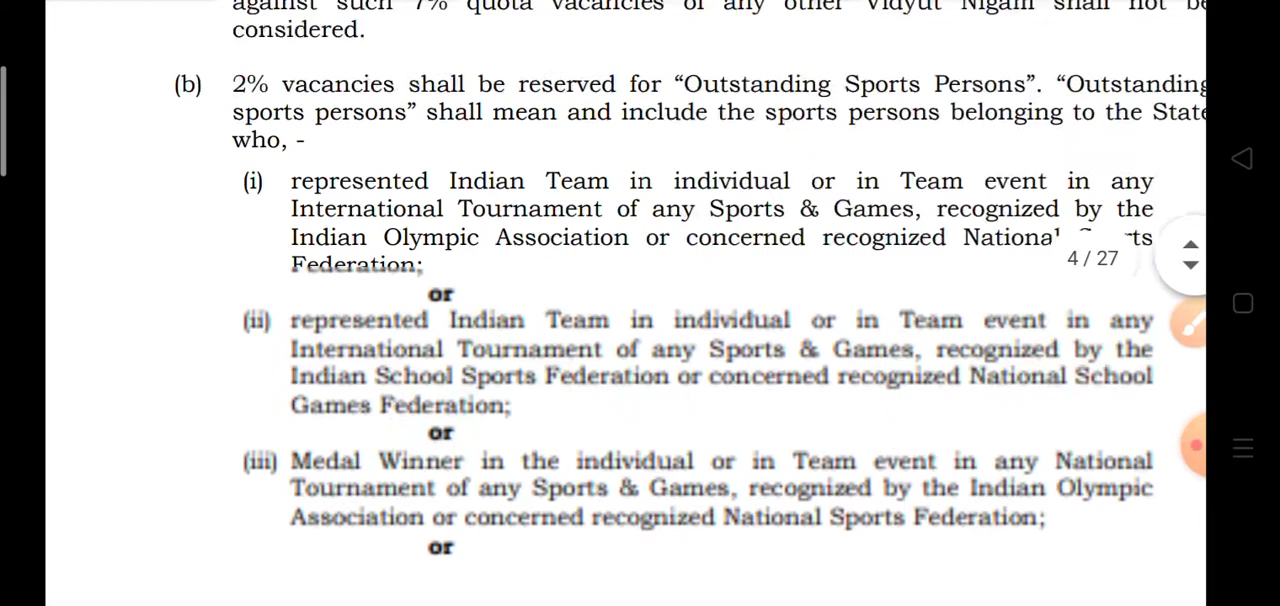 against such 7% quota vacancies of any other Vidyut Nigam shall not be
considered.
(b) 2% vacancies shall be reserved for “Outstanding Sports Persons”. “Outstanding
sports persons” shall mean and include the sports persons belonging to the State
who, -
(i) represented Indian Team in individual or in Team event in any
International Tournament of any Sports & Games, recognized by the
Indian Olympic Association or concerned recognized National
Federation;
4 / 27
or
(ii) represented Indian Team in individual or in Team event in any
International Tournament of any Sports & Games, recognized by the
Indian School Sports Federation or concerned recognized National School
Games Federation;
or
(iii) Medal Winner in the individual or in Team event in any National
Tournament of any Sports & Games, recognized by the Indian Olympic
Association or concerned recognized National Sports Federation;
or